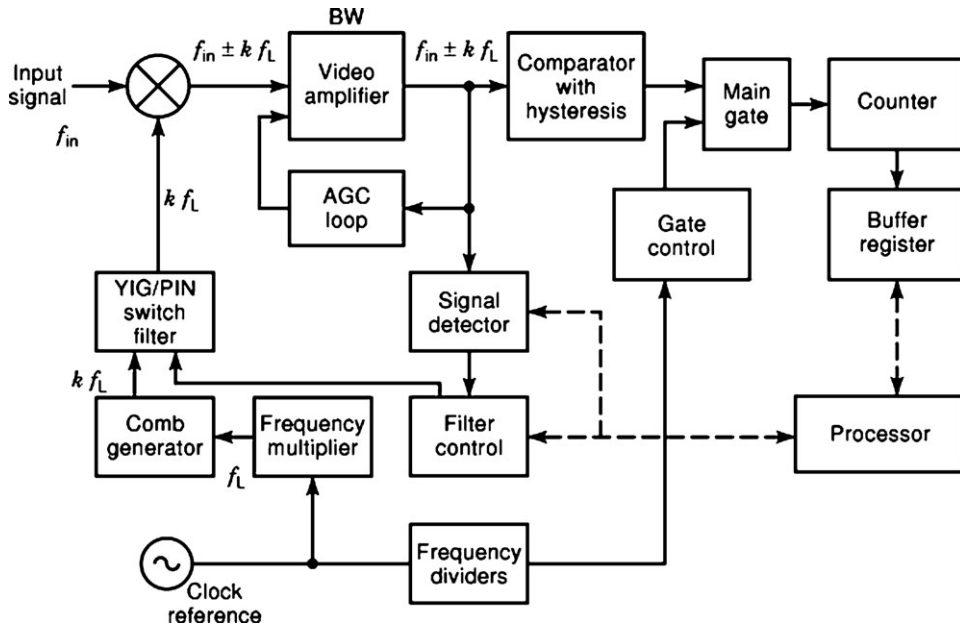 BW
f_in ± k f_L
f_in ± k f_L
Input
signal
f_in
Video
amplifier
Comparator
with
hysteresis
Main
gate
Counter
k f_L
AGC
loop
Gate
control
Buffer
register
YIG/PIN
switch
filter
Signal
detector
k f_L
Comb
generator
Frequency
multiplier
f_L
Filter
control
Processor
Clock
reference
Frequency
dividers